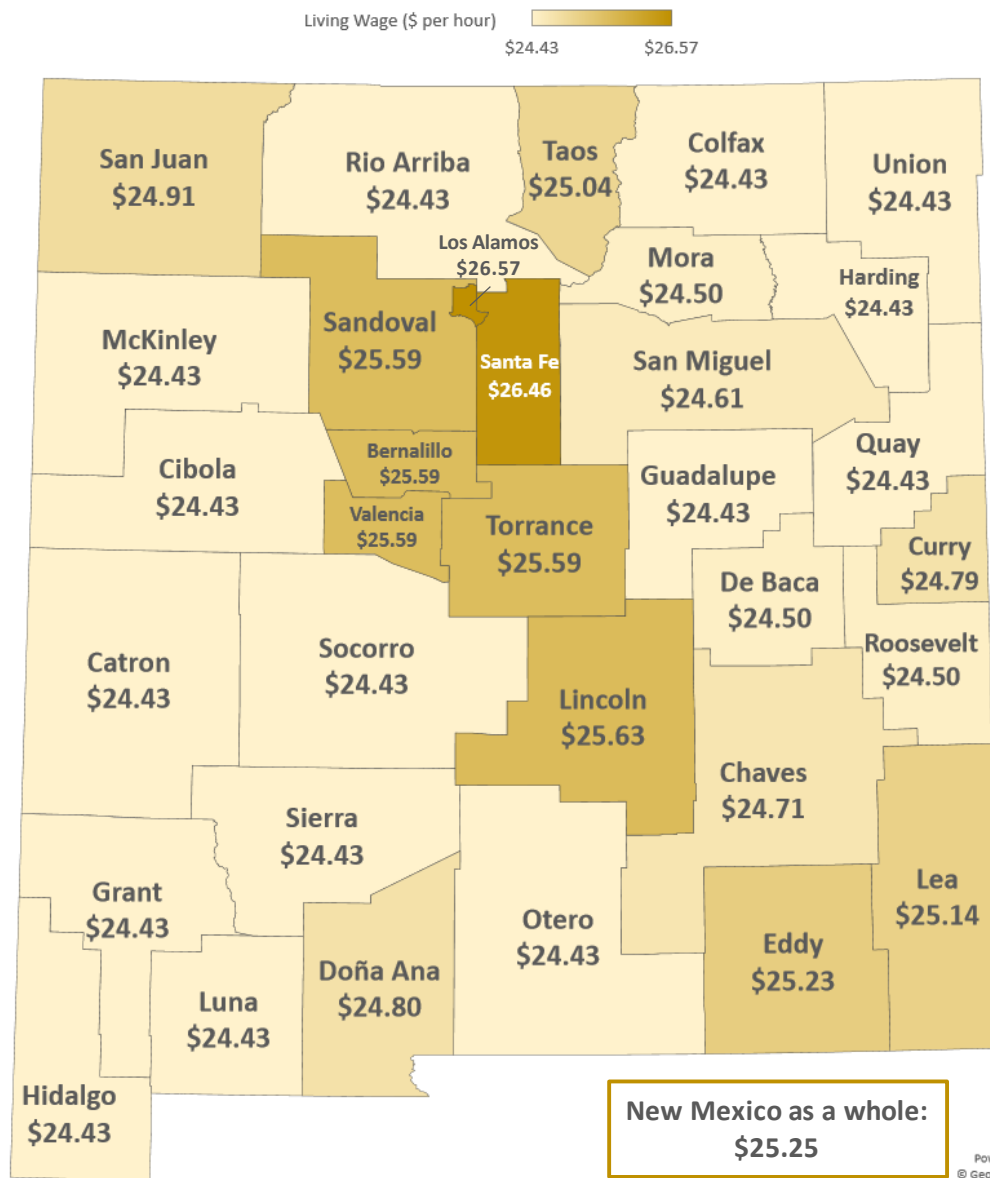 Living Wage ($ per hour)
$24.43
$26.57
San Juan
$24.91
Rio Arriba
$24.43
Taos
$25.04
Colfax
$24.43
Union
$24.43
Los Alamos
$26.57
Mora
$24.50
Harding
$24.43
McKinley
$24.43
Sandoval
$25.59
Santa Fe
$26.46
San Miguel
$24.61
Cibola
$24.43
Bernalillo
$25.59
Valencia
$25.59
Torrance
$25.59
Guadalupe
$24.43
Quay
$24.43
Curry
$24.79
De Baca
$24.50
Roosevelt
$24.50
Catron
$24.43
Socorro
$24.43
Lincoln
$25.63
Chaves
$24.71
Sierra
$24.43
Grant
$24.43
Otero
$24.43
Eddy
$25.23
Lea
$25.14
Doña Ana
$24.80
Luna
$24.43
Hidalgo
$24.43
New Mexico as a whole:
$25.25
©